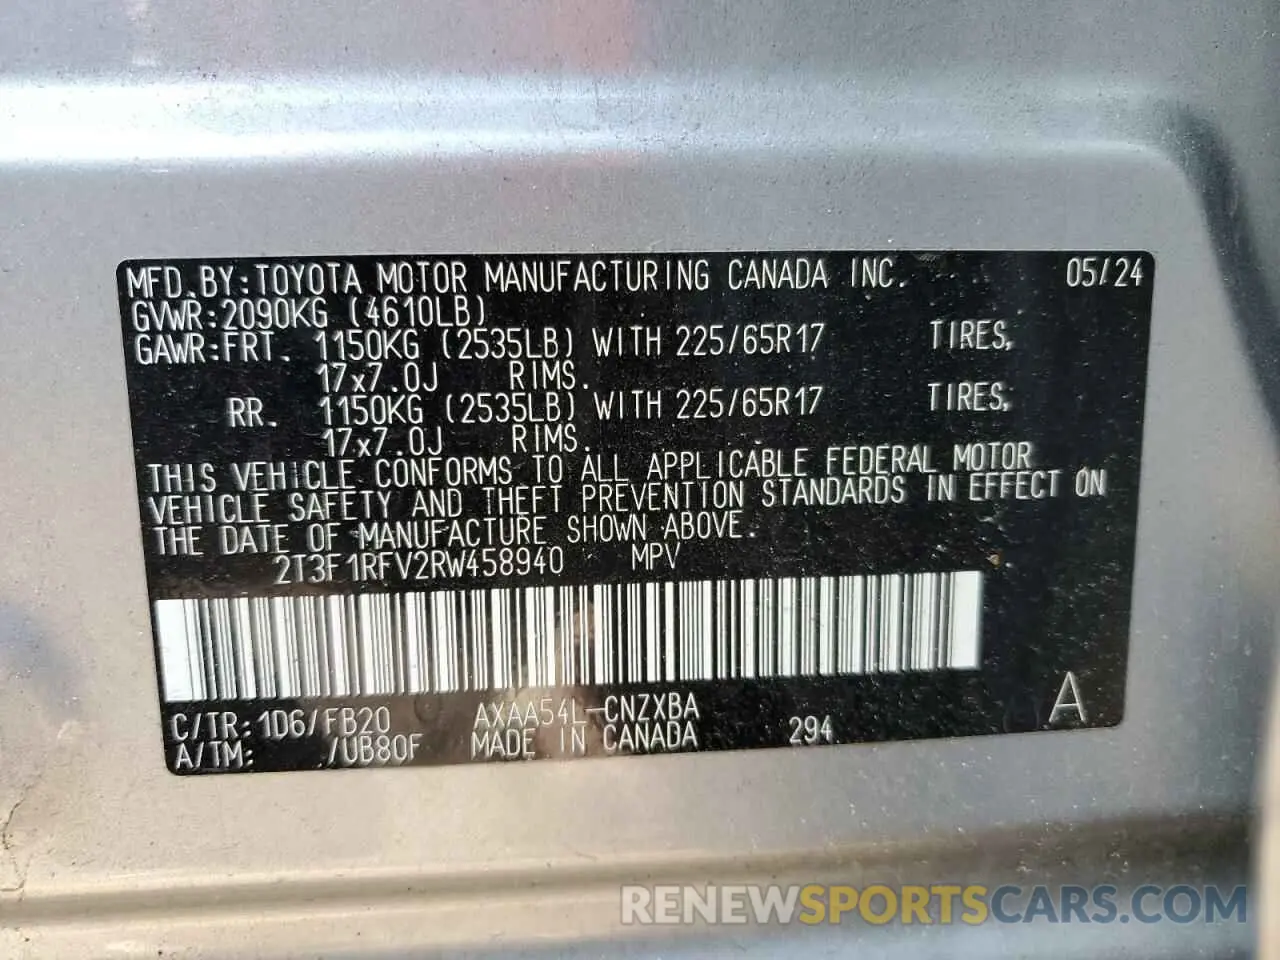 MFD. BY: TOYOTA MOTOR MANUFACTURING CANADA INC. 05/24
GVWR: 2090KG (4610LB)
GAWR: FRT. 1150KG (2535LB) WITH 225/65R17 TIRES,
17x7.0J RIMS.
RR. 1150KG (2535LB) WITH 225/65R17 TIRES,
17x7.0J RIMS.
THIS VEHICLE CONFORMS TO ALL APPLICABLE FEDERAL MOTOR
VEHICLE SAFETY AND THEFT PREVENTION STANDARDS IN EFFECT ON
THE DATE OF MANUFACTURE SHOWN ABOVE.
2T3F1RFV2RW458940 MPV
C/TR: 1D6/FB20 AXAA54L-CNZXBA A
A/TM: /UB80F MADE IN CANADA 294
RENEWSPORTSCARS.COM